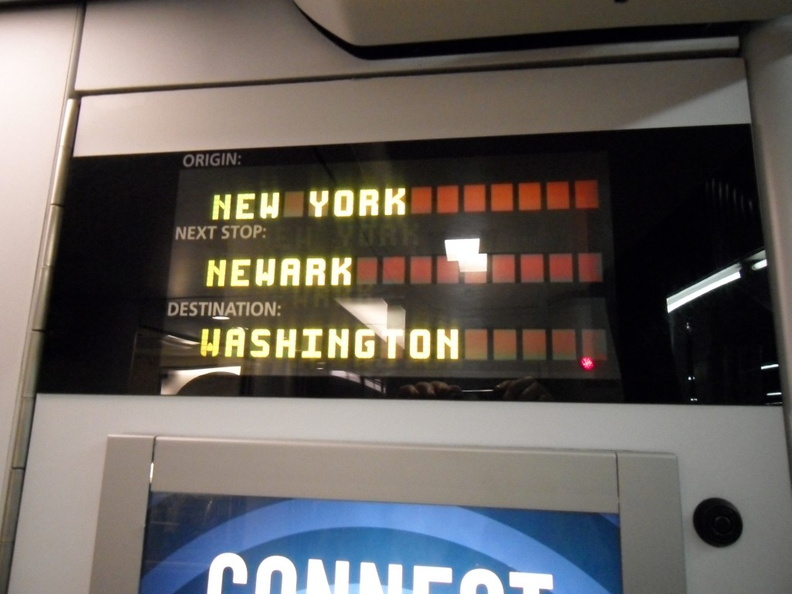 ORIGIN:
NEW YORK
NEXT STOP:
NEWARK
DESTINATION:
WASHINGTON
CONNECT